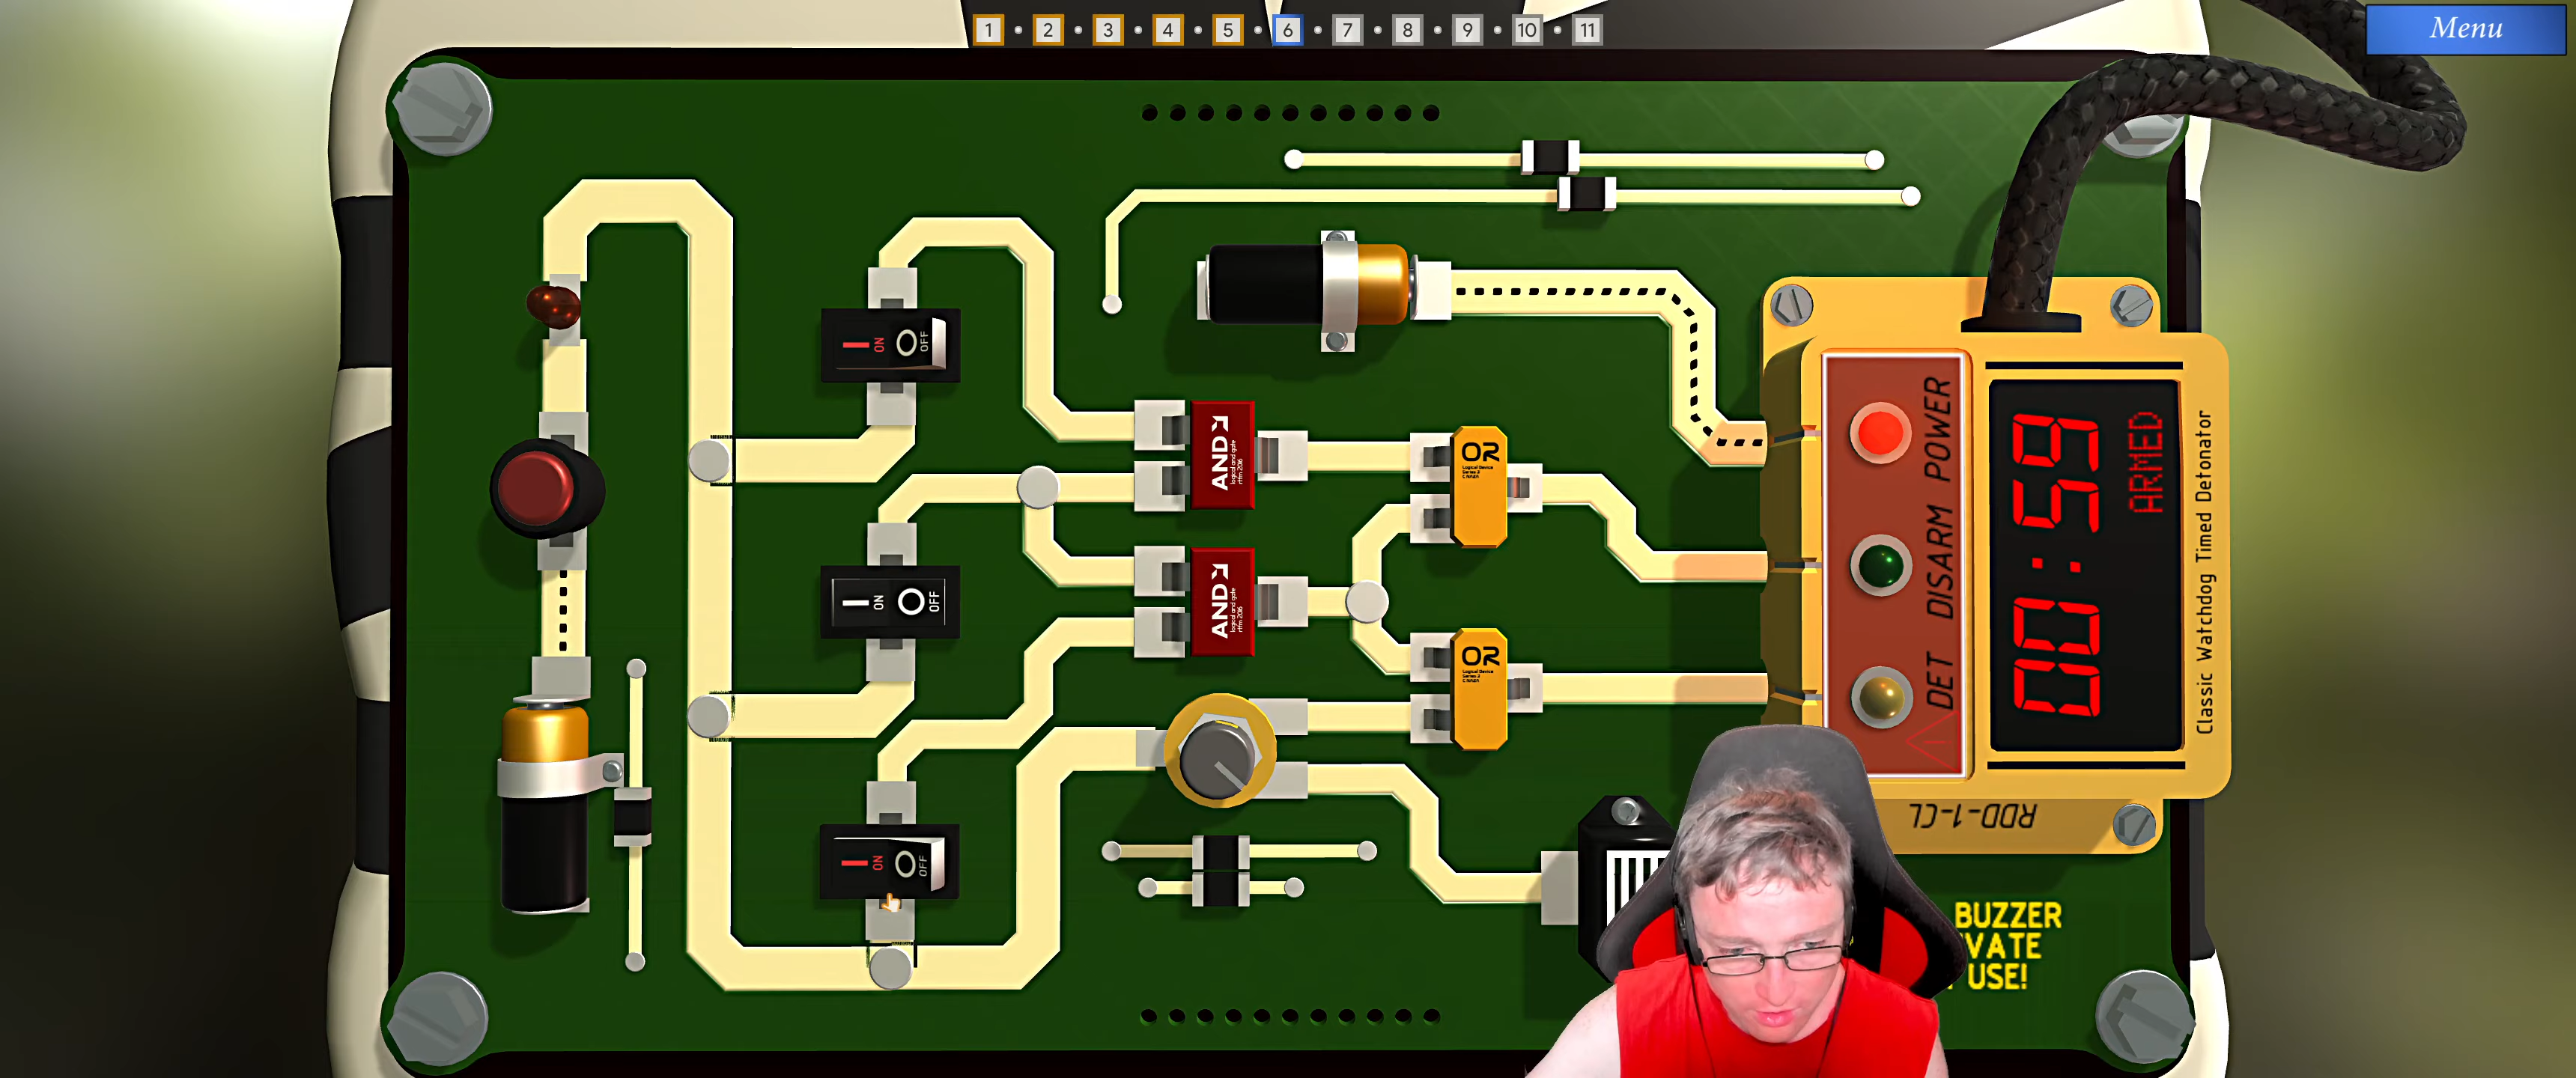 1 2 3 4 5 6 7 8 9 10 11
Menu
ON OFF
ON OFF
ON OFF
AND
AND
OR
OR
POWER
DISARM
DET
00:59
ARMED
Classic Watchdog Timed Detonator
RDD-1-CL
BUZZER
VATE
USE!